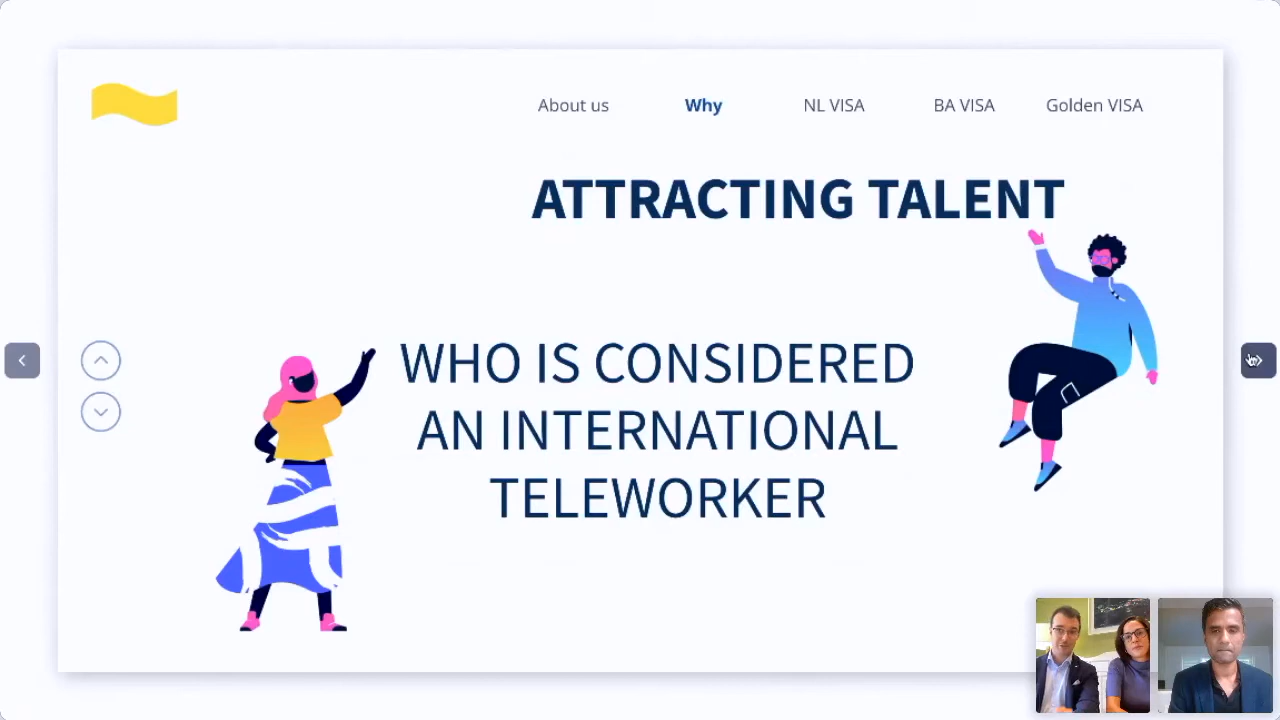 About us Why NL VISA BA VISA Golden VISA
ATTRACTING TALENT
WHO IS CONSIDERED
AN INTERNATIONAL
TELEWORKER